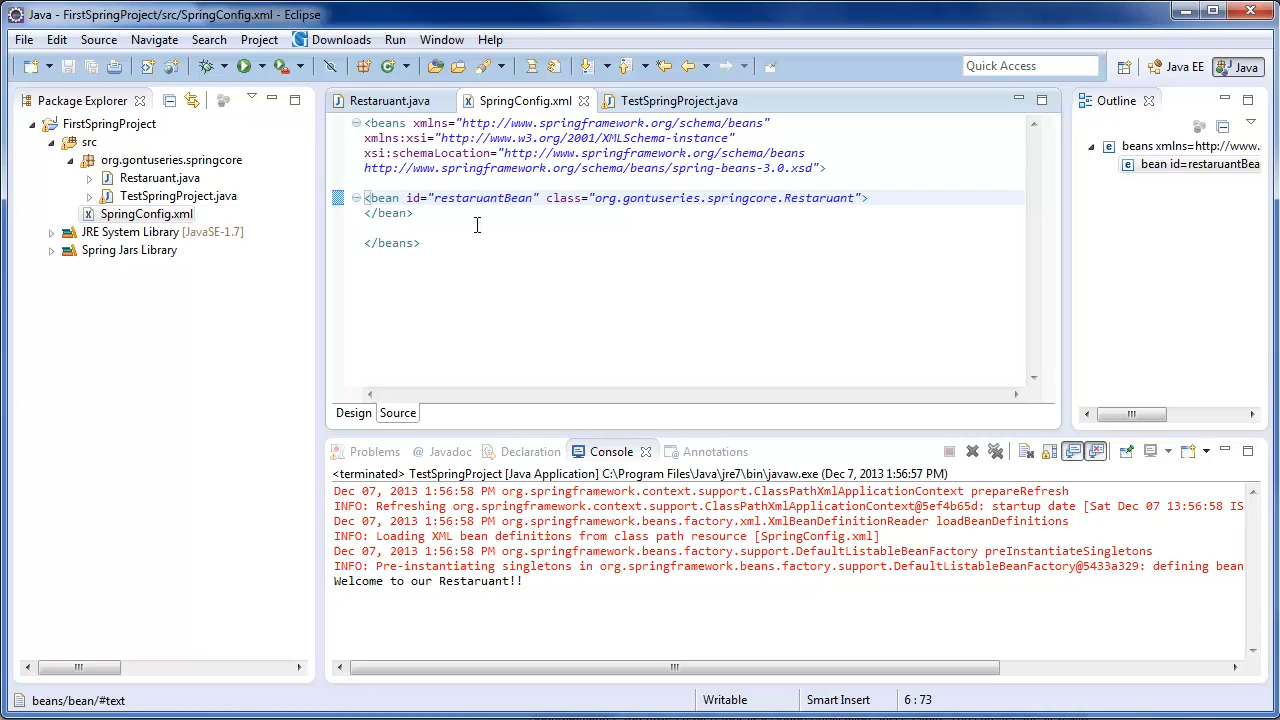 Java - FirstSpringProject/src/SpringConfig.xml - Eclipse
File Edit Source Navigate Search Project Downloads Run Window Help
Quick Access Java EE Java
Package Explorer
FirstSpringProject
src
org.gontuseries.springcore
Restaruant.java
TestSpringProject.java
SpringConfig.xml
JRE System Library [JavaSE-1.7]
Spring Jars Library
Restaruant.java SpringConfig.xml TestSpringProject.java
<beans xmlns="http://www.springframework.org/schema/beans"
xmlns:xsi="http://www.w3.org/2001/XMLSchema-instance"
xsi:schemaLocation="http://www.springframework.org/schema/beans
http://www.springframework.org/schema/beans/spring-beans-3.0.xsd">
<bean id="restaruantBean" class="org.gontuseries.springcore.Restaruant">
</bean>
</beans>
Design Source
Outline
beans xmlns=http://www.
bean id=restaruantBea
Problems @ Javadoc Declaration Console Annotations
<terminated> TestSpringProject [Java Application] C:\Program Files\Java\jre7\bin\javaw.exe (Dec 7, 2013 1:56:57 PM)
Dec 07, 2013 1:56:58 PM org.springframework.context.support.ClassPathXmlApplicationContext prepareRefresh
INFO: Refreshing org.springframework.context.support.ClassPathXmlApplicationContext@5ef4b65d: startup date [Sat Dec 07 13:56:58 IS
Dec 07, 2013 1:56:58 PM org.springframework.beans.factory.xml.XmlBeanDefinitionReader loadBeanDefinitions
INFO: Loading XML bean definitions from class path resource [SpringConfig.xml]
Dec 07, 2013 1:56:58 PM org.springframework.beans.factory.support.DefaultListableBeanFactory preInstantiateSingletons
INFO: Pre-instantiating singletons in org.springframework.beans.factory.support.DefaultListableBeanFactory@5433a329: defining bean
Welcome to our Restaruant!!
beans/bean/#text Writable Smart Insert 6 : 73